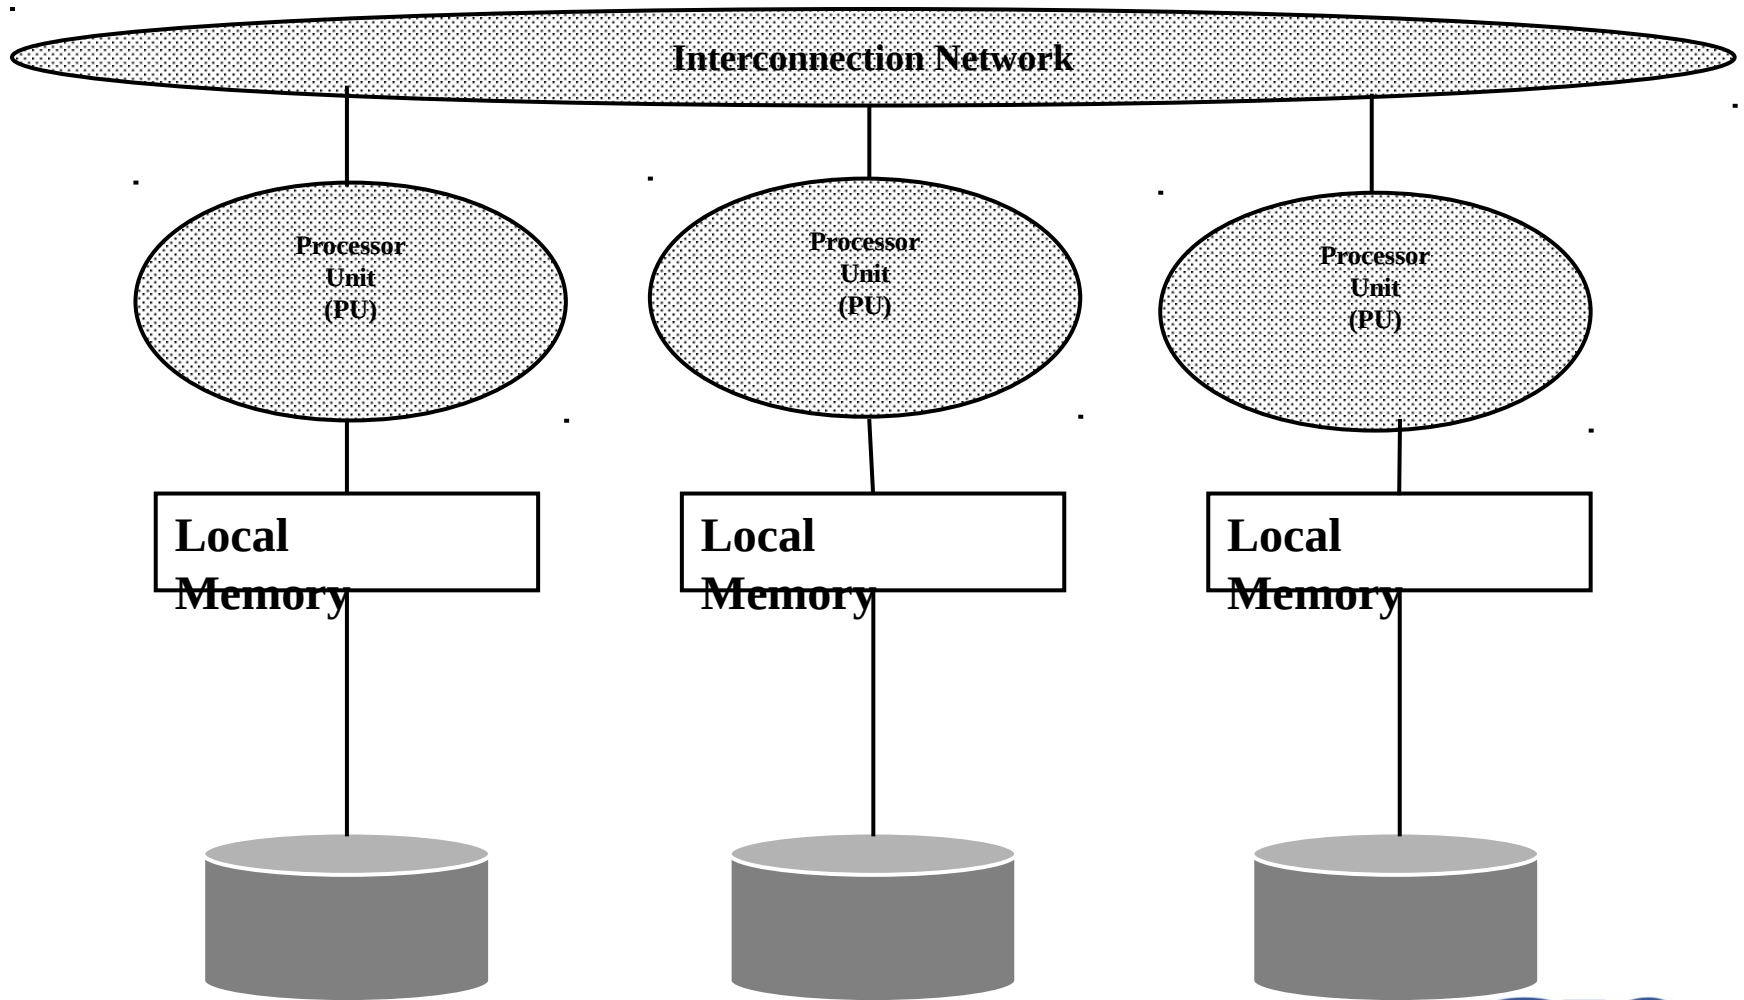 Interconnection Network
Processor
Unit
(PU)
Processor
Unit
(PU)
Processor
Unit
(PU)
Local
Memory
Local
Memory
Local
Memory